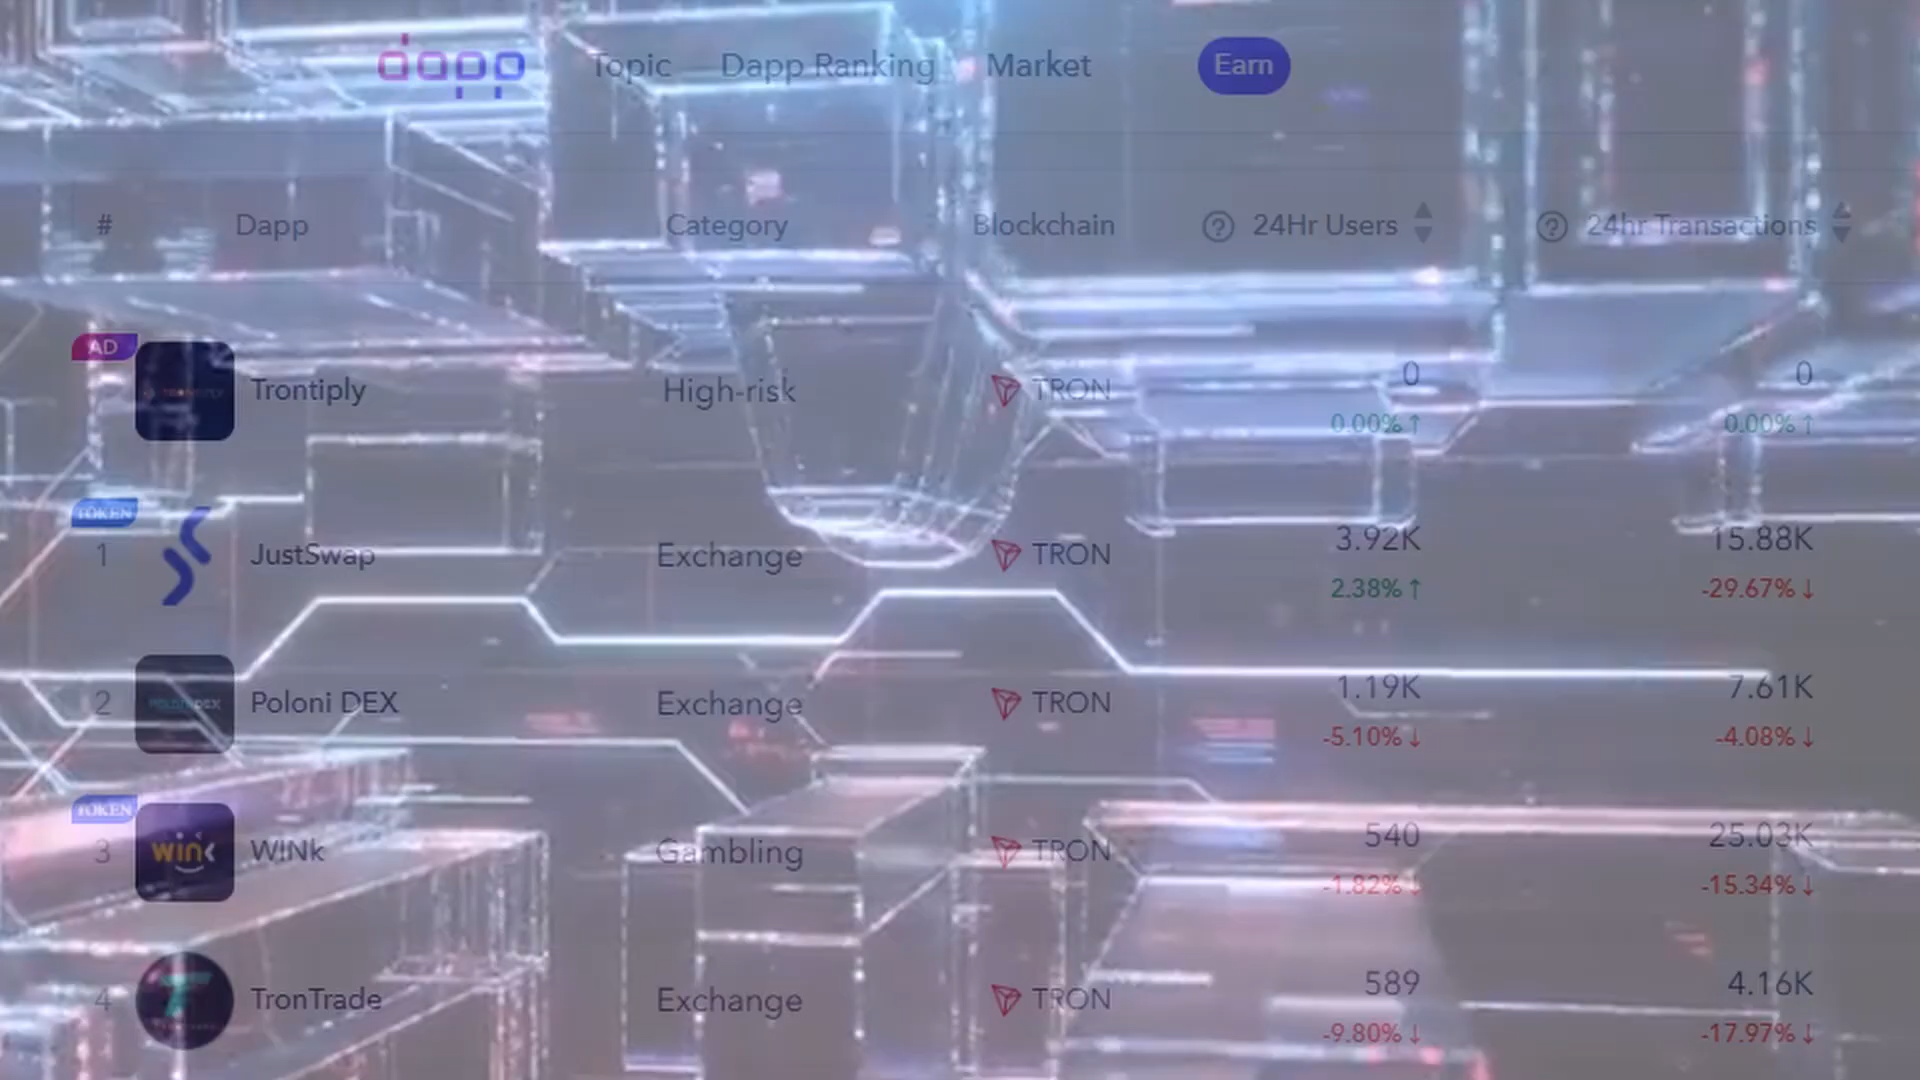 dapp Topic Dapp Ranking Market Earn
# Dapp Category Blockchain ? 24Hr Users ? 24hr Transactions
AD
Trontiply High-risk TRON 0 0
0.00% ↑ 0.00% ↑
TOKEN
1 JustSwap Exchange TRON 3.92K 15.88K
2.38% ↑ -29.67% ↓
2 POLONI DEX Poloni DEX Exchange TRON 1.19K 7.61K
-5.10% ↓ -4.08% ↓
TOKEN
3 WINk WINk Gambling TRON 540 25.03K
-1.82% ↓ -15.34% ↓
4 TronTrade Exchange TRON 589 4.16K
-9.80% ↓ -17.97% ↓